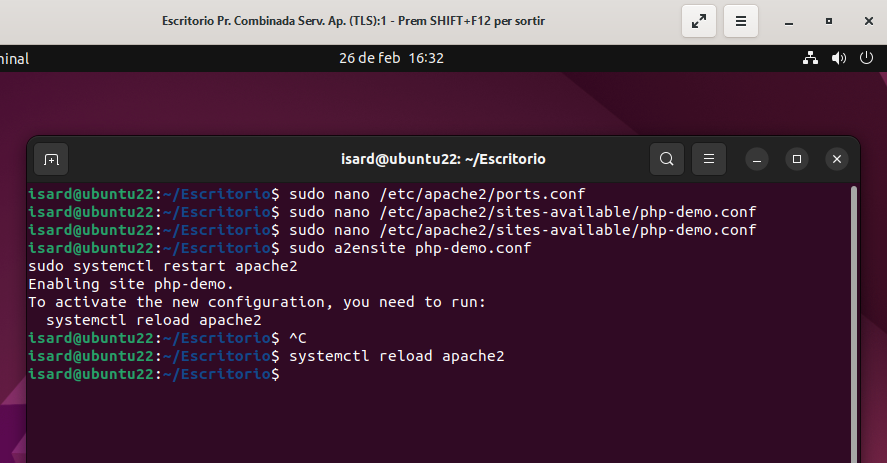 Escritorio Pr. Combinada Serv. Ap. (TLS):1 - Prem SHIFT+F12 per sortir
26 de feb 16:32
isard@ubuntu22: ~/Escritorio
isard@ubuntu22:~/Escritorio$ sudo nano /etc/apache2/ports.conf
isard@ubuntu22:~/Escritorio$ sudo nano /etc/apache2/sites-available/php-demo.conf
isard@ubuntu22:~/Escritorio$ sudo nano /etc/apache2/sites-available/php-demo.conf
isard@ubuntu22:~/Escritorio$ sudo a2ensite php-demo.conf
sudo systemctl restart apache2
Enabling site php-demo.
To activate the new configuration, you need to run:
  systemctl reload apache2
isard@ubuntu22:~/Escritorio$ ^C
isard@ubuntu22:~/Escritorio$ systemctl reload apache2
isard@ubuntu22:~/Escritorio$